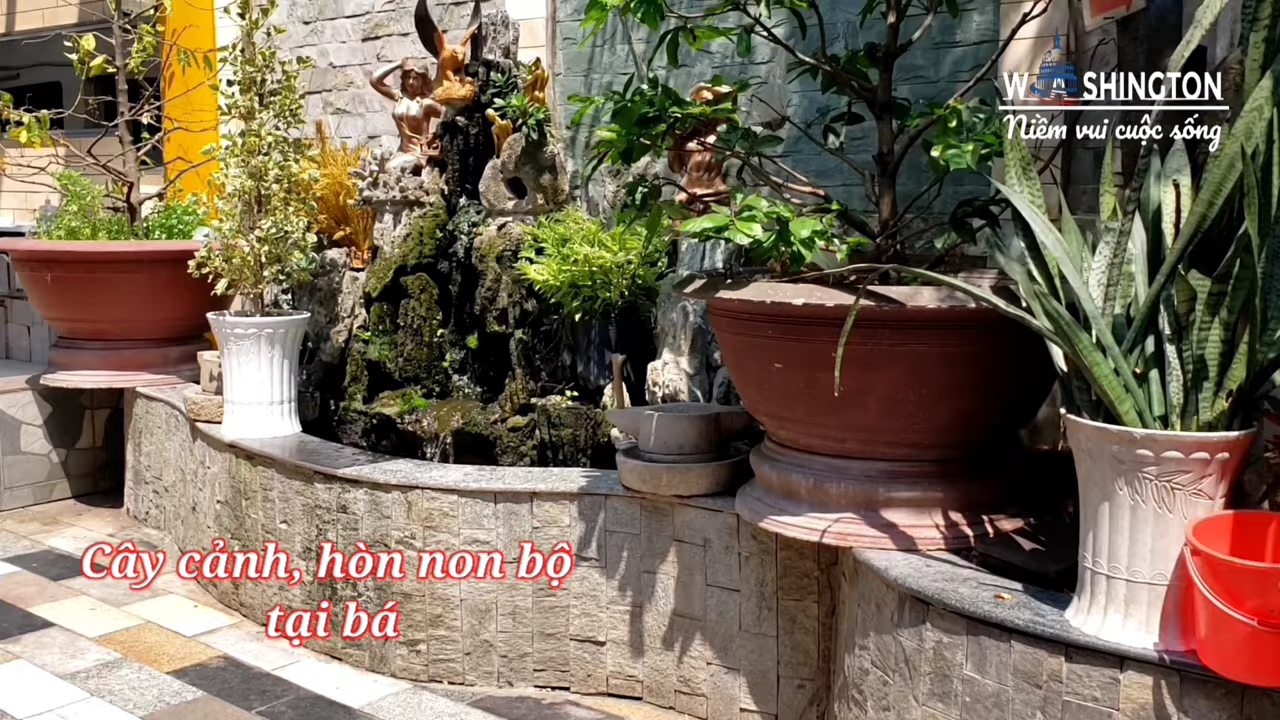 WASHINGTON
Niềm vui cuộc sống
Cây cảnh, hòn non bộ
tại bá